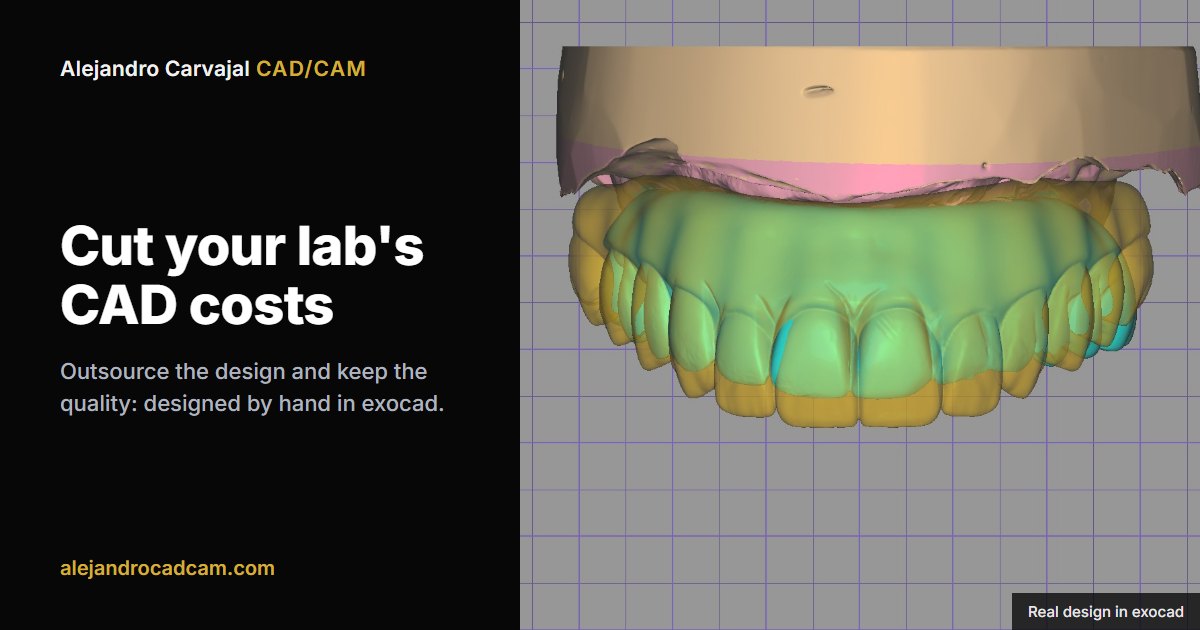 Alejandro Carvajal CAD/CAM
Cut your lab's
CAD costs
Outsource the design and keep the
quality: designed by hand in exocad.
alejandrocadcam.com
Real design in exocad